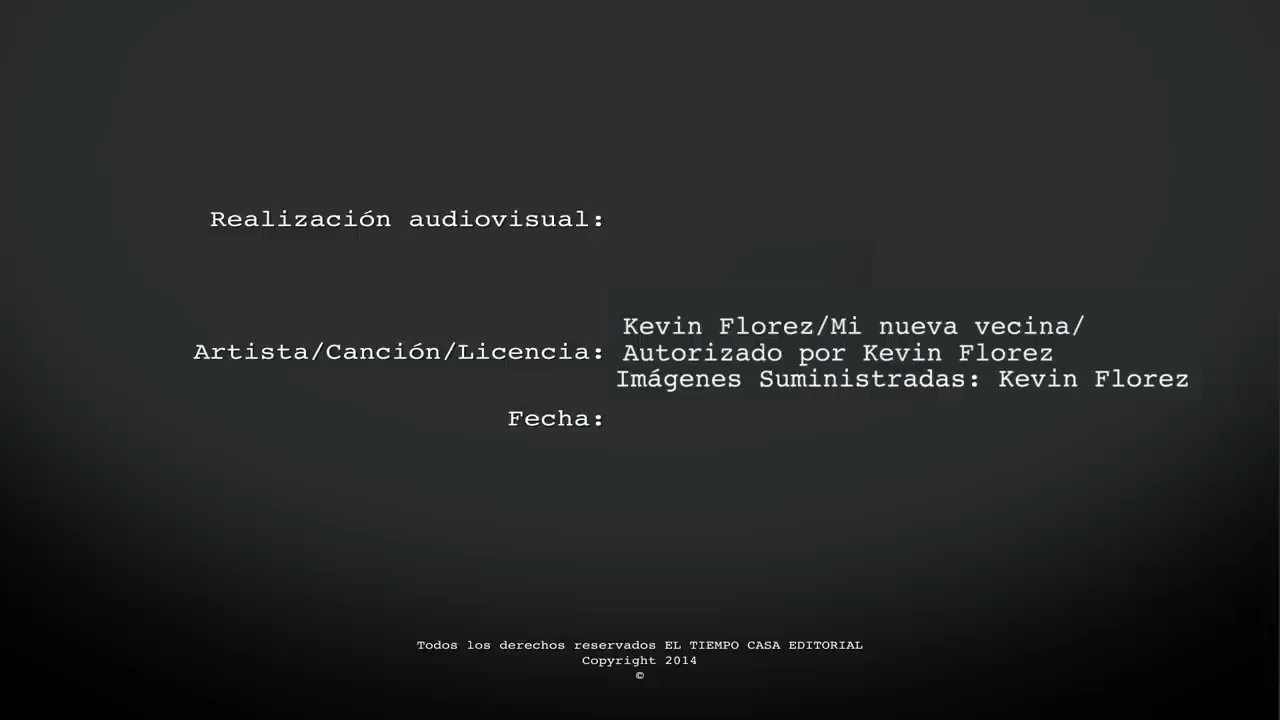 Realización audiovisual:
Kevin Florez/Mi nueva vecina/
Artista/Canción/Licencia: Autorizado por Kevin Florez
Imágenes Suministradas: Kevin Florez
Fecha:
Todos los derechos reservados EL TIEMPO CASA EDITORIAL
Copyright 2014
©